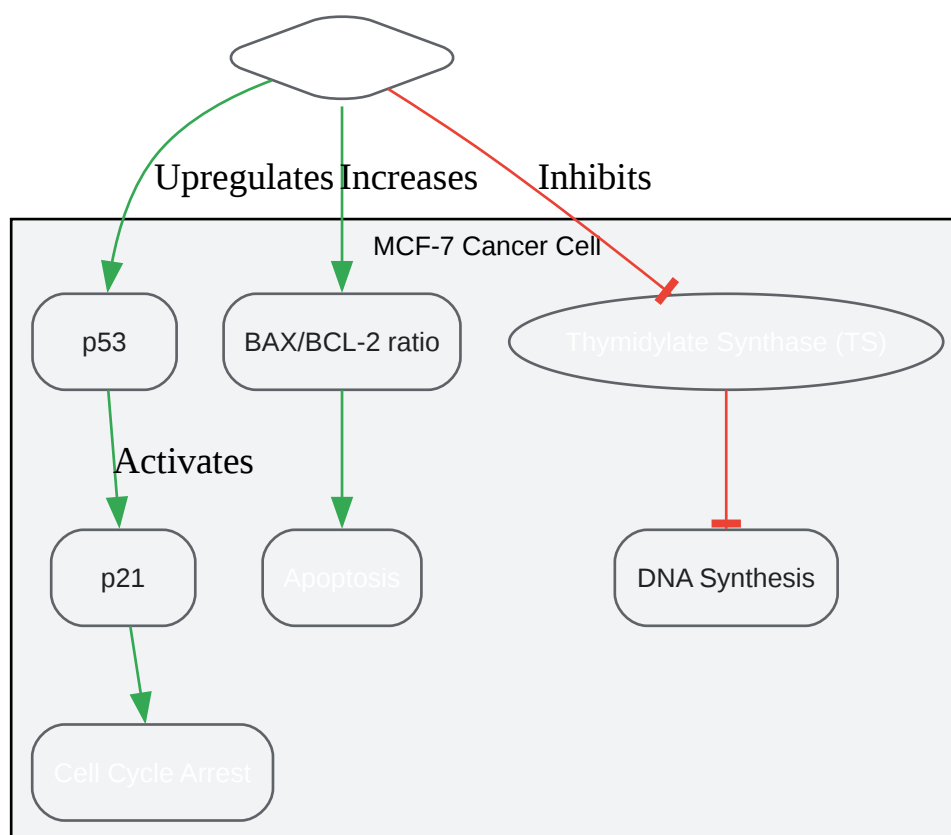 Upregulates Increases Inhibits
MCF-7 Cancer Cell
p53 BAX/BCL-2 ratio Thymidylate Synthase (TS)
Activates
p21 Apoptosis DNA Synthesis
Cell Cycle Arrest